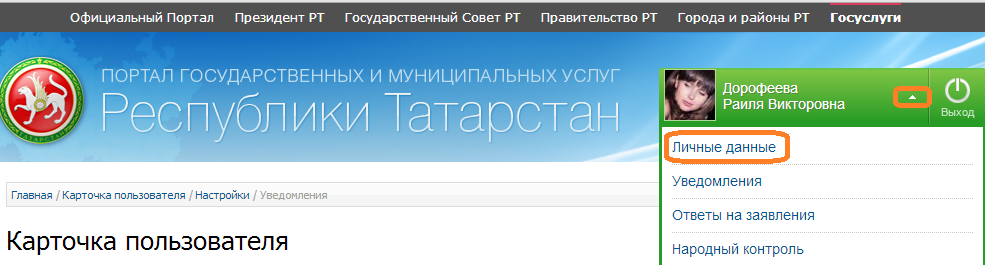 Официальный Портал Президент РТ Государственный Совет РТ Правительство РТ Города и районы РТ Госуслуги
ПОРТАЛ ГОСУДАРСТВЕННЫХ И МУНИЦИПАЛЬНЫХ УСЛУГ
Республики Татарстан
ТАТАРСТАН
Дорофеева
Раиля Викторовна
Выход
Личные данные
Уведомления
Ответы на заявления
Народный контроль
Главная / Карточка пользователя / Настройки / Уведомления
Карточка пользователя